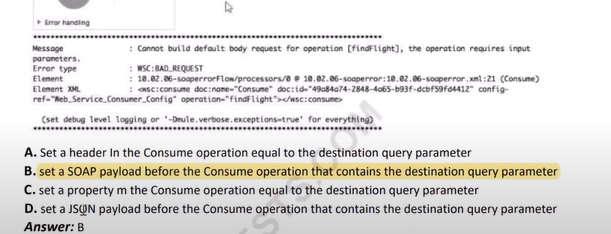 Error handling
**********************************************************************
Message : Cannot build default body request for operation [findFlight], the operation requires input
parameters.
Error type : WSC:BAD_REQUEST
Element : 10.02.06-soaperrorFlow/processors/0 @ 10.02.06-soaperror:10.02.06-soaperror.xml:21 (Consume)
Element XML : <wsc:consume doc:name="Consume" doc:id="49a84a74-2848-4a65-b93f-dcbf59fd4412" config-
ref="Web_Service_Consumer_Config" operation="findFlight"></wsc:consume>
(set debug level logging or '-Dmule.verbose.exceptions=true' for everything)
**********************************************************************
A. Set a header In the Consume operation equal to the destination query parameter
B. set a SOAP payload before the Consume operation that contains the destination query parameter
C. set a property m the Consume operation equal to the destination query parameter
D. set a JSON payload before the Consume operation that contains the destination query parameter
Answer: B